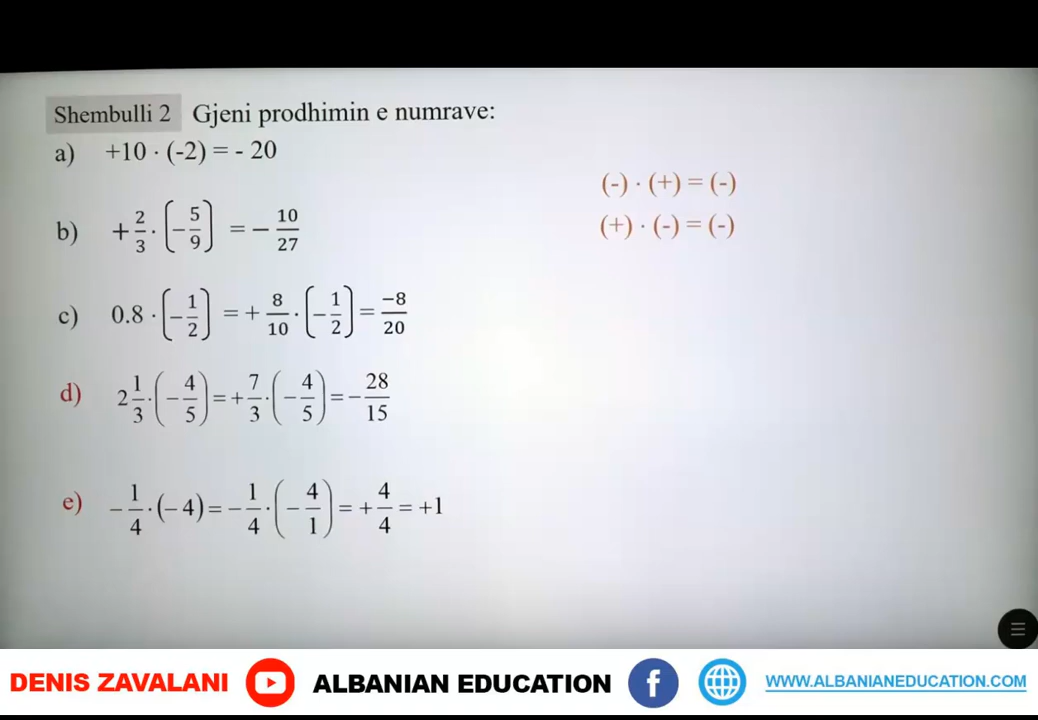 Shembulli 2 Gjeni prodhimin e numrave:
a) +10 · (-2) = - 20
(-) · (+) = (-)
(+) · (-) = (-)
b) +2/3 · (-5/9) = -10/27
c) 0.8 · (-1/2) = +8/10 · (-1/2) = -8/20
d) 2 1/3 · (-4/5) = +7/3 · (-4/5) = -28/15
e) -1/4 · (-4) = -1/4 · (-4/1) = +4/4 = +1
DENIS ZAVALANI ALBANIAN EDUCATION f WWW.ALBANIANEDUCATION.COM